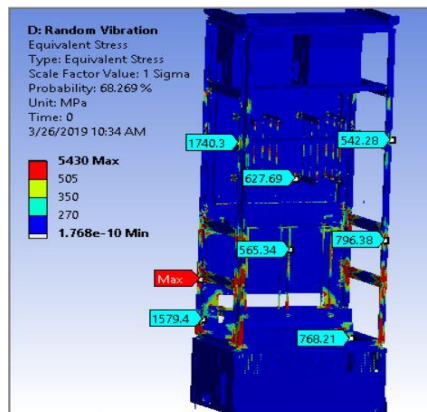 D: Random Vibration
Equivalent Stress
Type: Equivalent Stress
Scale Factor Value: 1 Sigma
Probability: 68.269 %
Unit: MPa
Time: 0
3/26/2019 10:34 AM
5430 Max
505
350
270
1.768e-10 Min
1740.3
542.28
627.69
796.38
565.34
Max
1579.4
768.21